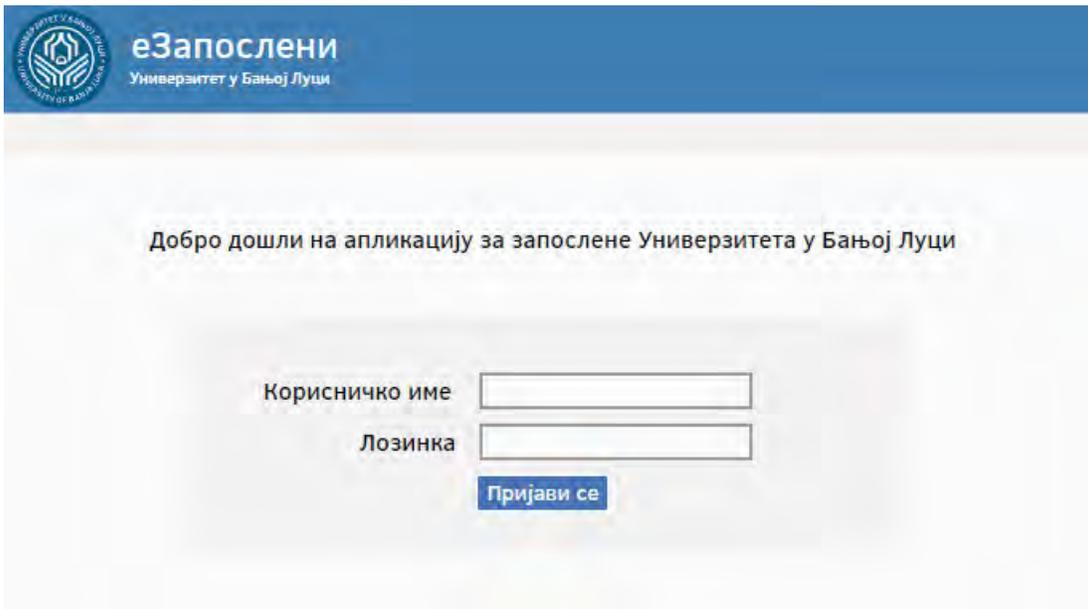 еЗапослени
Универзитет у Бањој Луци
Добро дошли на апликацију за запослене Универзитета у Бањој Луци
Корисничко име
Лозинка
Пријави се